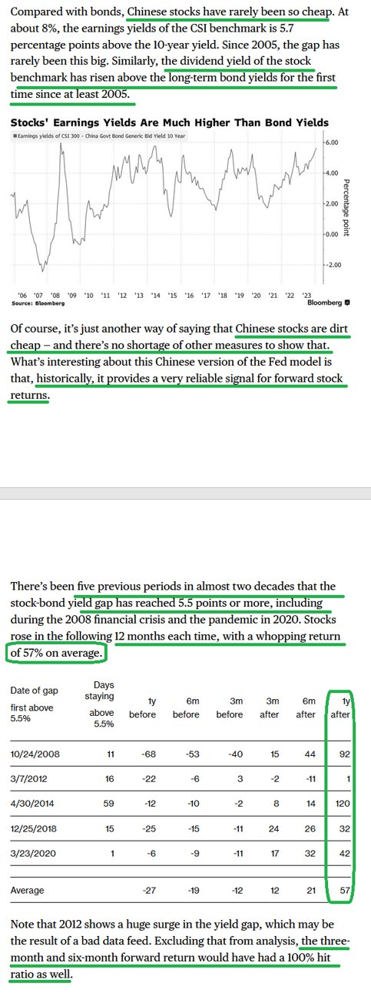 Compared with bonds, Chinese stocks have rarely been so cheap. At
about 8%, the earnings yields of the CSI benchmark is 5.7
percentage points above the 10-year yield. Since 2005, the gap has
rarely been this big. Similarly, the dividend yield of the stock
benchmark has risen above the long-term bond yields for the first
time since at least 2005.
Stocks' Earnings Yields Are Much Higher Than Bond Yields
Earnings yields of CSI 300 - China Govt Bond Generic Bid Yield 10 Year
6.00
4.00
2.00
0.00
-2.00
Percentage point
'06 '07 '08 '09 '10 '11 '12 '13 '14 '15 '16 '17 '18 '19 '20 '21 '22 '23
Source: Bloomberg
Bloomberg
Of course, it's just another way of saying that Chinese stocks are dirt
cheap — and there's no shortage of other measures to show that.
What's interesting about this Chinese version of the Fed model is
that, historically, it provides a very reliable signal for forward stock
returns.
There's been five previous periods in almost two decades that the
stock-bond yield gap has reached 5.5 points or more, including
during the 2008 financial crisis and the pandemic in 2020. Stocks
rose in the following 12 months each time, with a whopping return
of 57% on average.
Date of gap first above 5.5% Days staying above 5.5% 1y before 6m before 3m before 3m after 6m after 1y after
10/24/2008 11 -68 -53 -40 15 44 92
3/7/2012 16 -22 -6 3 -2 -11 1
4/30/2014 59 -12 -10 -2 8 14 120
12/25/2018 15 -25 -15 -11 24 26 32
3/23/2020 1 -6 -9 -11 17 32 42
Average -27 -19 -12 12 21 57
Note that 2012 shows a huge surge in the yield gap, which may be
the result of a bad data feed. Excluding that from analysis, the three-
month and six-month forward return would have had a 100% hit
ratio as well.